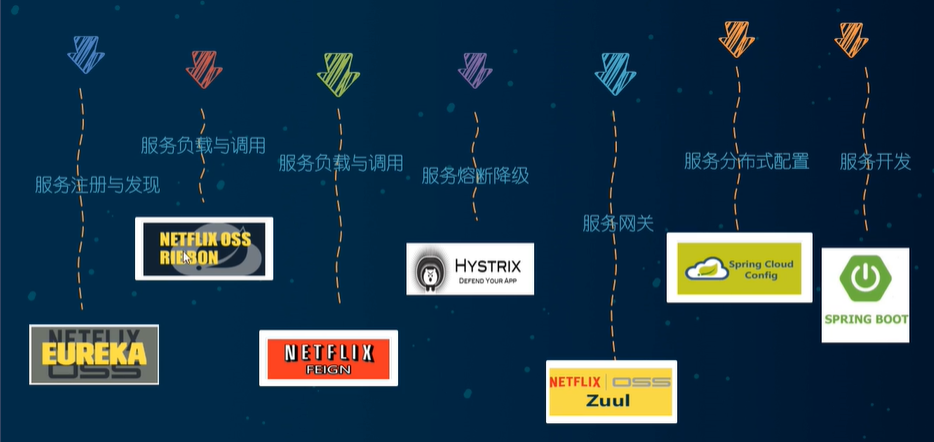 服务注册与发现
NETFLIX
EUREKA
OSS
服务负载与调用
NETFLIX OSS
RIBBON
服务负载与调用
NETFLIX
FEIGN
服务熔断降级
HYSTRIX
DEFEND YOUR APP
服务网关
NETFLIX OSS
Zuul
服务分布式配置
Spring Cloud
Config
服务开发
SPRING BOOT